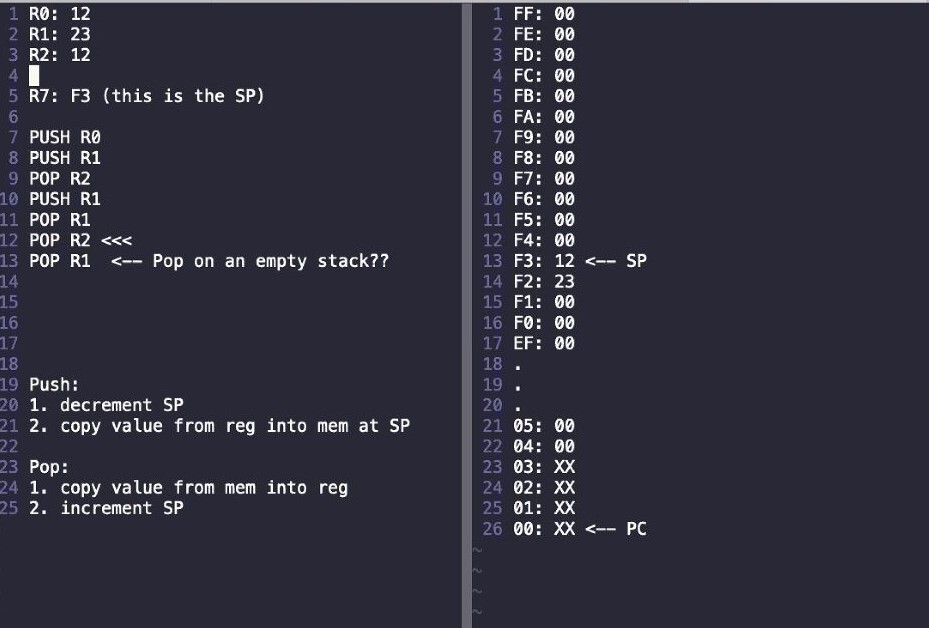 1 R0: 12
2 R1: 23
3 R2: 12
4
5 R7: F3 (this is the SP)
6
7 PUSH R0
8 PUSH R1
9 POP R2
10 PUSH R1
11 POP R1
12 POP R2 <<<
13 POP R1  <-- Pop on an empty stack??
14
15
16
17
18
19 Push:
20 1. decrement SP
21 2. copy value from reg into mem at SP
22
23 Pop:
24 1. copy value from mem into reg
25 2. increment SP
1 FF: 00
2 FE: 00
3 FD: 00
4 FC: 00
5 FB: 00
6 FA: 00
7 F9: 00
8 F8: 00
9 F7: 00
10 F6: 00
11 F5: 00
12 F4: 00
13 F3: 12 <-- SP
14 F2: 23
15 F1: 00
16 F0: 00
17 EF: 00
18 .
19 .
20 .
21 05: 00
22 04: 00
23 03: XX
24 02: XX
25 01: XX
26 00: XX <-- PC
~
~
~
~